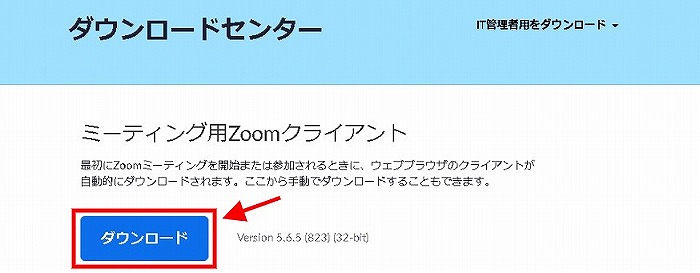 ダウンロードセンター
IT管理者用をダウンロード
ミーティング用Zoomクライアント
最初にZoomミーティングを開始または参加されるときに、ウェブブラウザのクライアントが
自動的にダウンロードされます。ここから手動でダウンロードすることもできます。
ダウンロード
Version 5.6.5 (823) (32-bit)